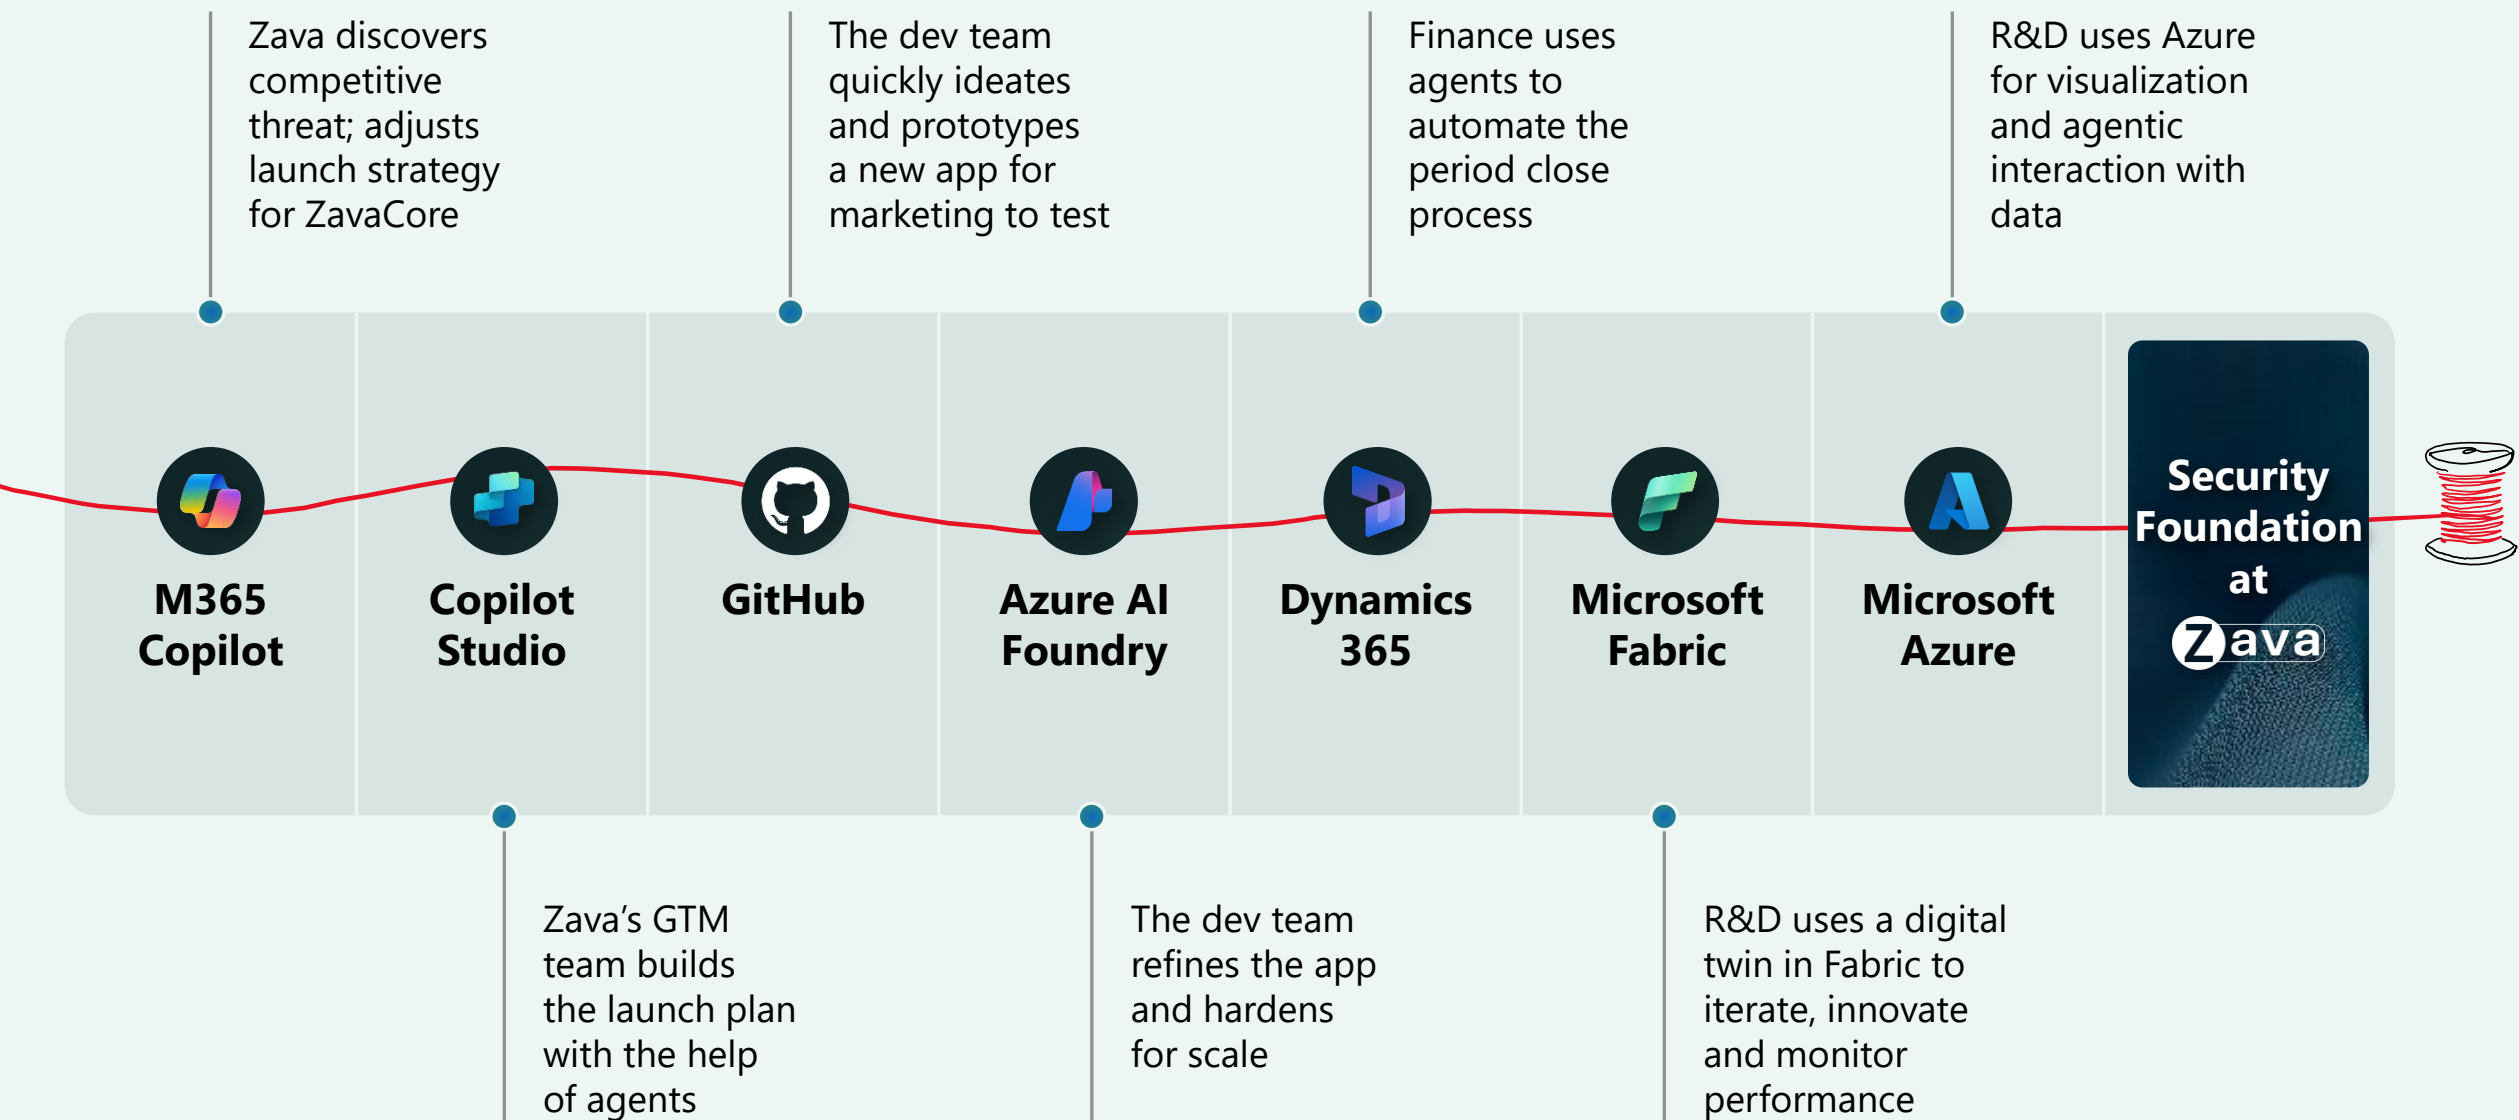 Zava discovers
competitive
threat; adjusts
launch strategy
for ZavaCore
The dev team
quickly ideates
and prototypes
a new app for
marketing to test
Finance uses
agents to
automate the
period close
process
R&D uses Azure
for visualization
and agentic
interaction with
data
M365
Copilot
Copilot
Studio
GitHub
Azure AI
Foundry
Dynamics
365
Microsoft
Fabric
Microsoft
Azure
Security
Foundation
at
Zava
Zava’s GTM
team builds
the launch plan
with the help
of agents
The dev team
refines the app
and hardens
for scale
R&D uses a digital
twin in Fabric to
iterate, innovate
and monitor
performance